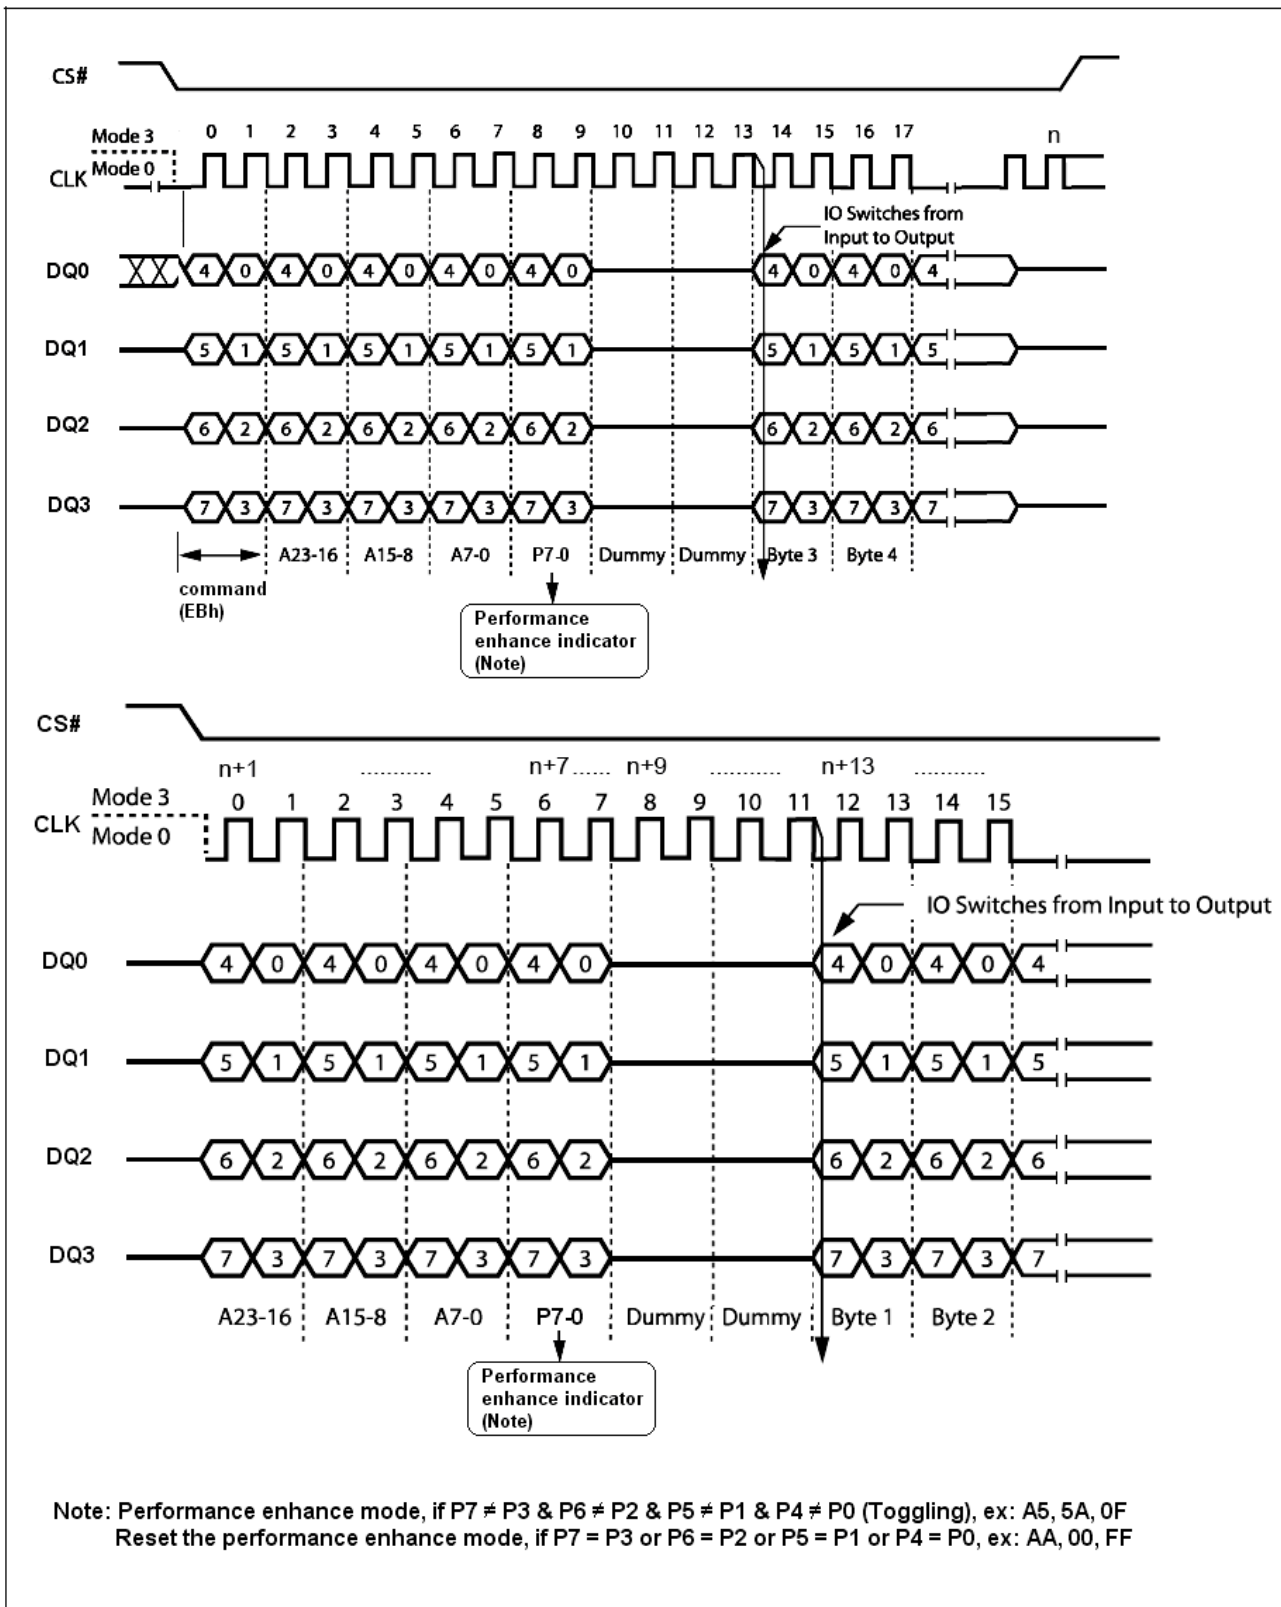 CS#
0 1 2 3 4 5 6 7 8 9 10 11 12 13 14 15 16 17 n
Mode 3
Mode 0
CLK
IO Switches from
Input to Output
DQ0 4 0 4 0 4 0 4 0 4 0 4 0 4 0 4
DQ1 5 1 5 1 5 1 5 1 5 1 5 1 5 1 5
DQ2 6 2 6 2 6 2 6 2 6 2 6 2 6 2 6
DQ3 7 3 7 3 7 3 7 3 7 3 7 3 7 3 7
A23-16 A15-8 A7-0 P7-0 Dummy Dummy Byte 3 Byte 4
command
(EBh)
Performance
enhance indicator
(Note)
CS#
n+1 ............ n+7 ...... n+9 ............ n+13 ............
Mode 3 0 1 2 3 4 5 6 7 8 9 10 11 12 13 14 15
CLK
Mode 0
IO Switches from Input to Output
DQ0 4 0 4 0 4 0 4 0 4 0 4 0 4
DQ1 5 1 5 1 5 1 5 1 5 1 5 1 5
DQ2 6 2 6 2 6 2 6 2 6 2 6 2 6
DQ3 7 3 7 3 7 3 7 3 7 3 7 3 7
A23-16 A15-8 A7-0 P7-0 Dummy Dummy Byte 1 Byte 2
Performance
enhance indicator
(Note)
Note: Performance enhance mode, if P7 ≠ P3 & P6 ≠ P2 & P5 ≠ P1 & P4 ≠ P0 (Toggling), ex: A5, 5A, 0F
Reset the performance enhance mode, if P7 = P3 or P6 = P2 or P5 = P1 or P4 = P0, ex: AA, 00, FF